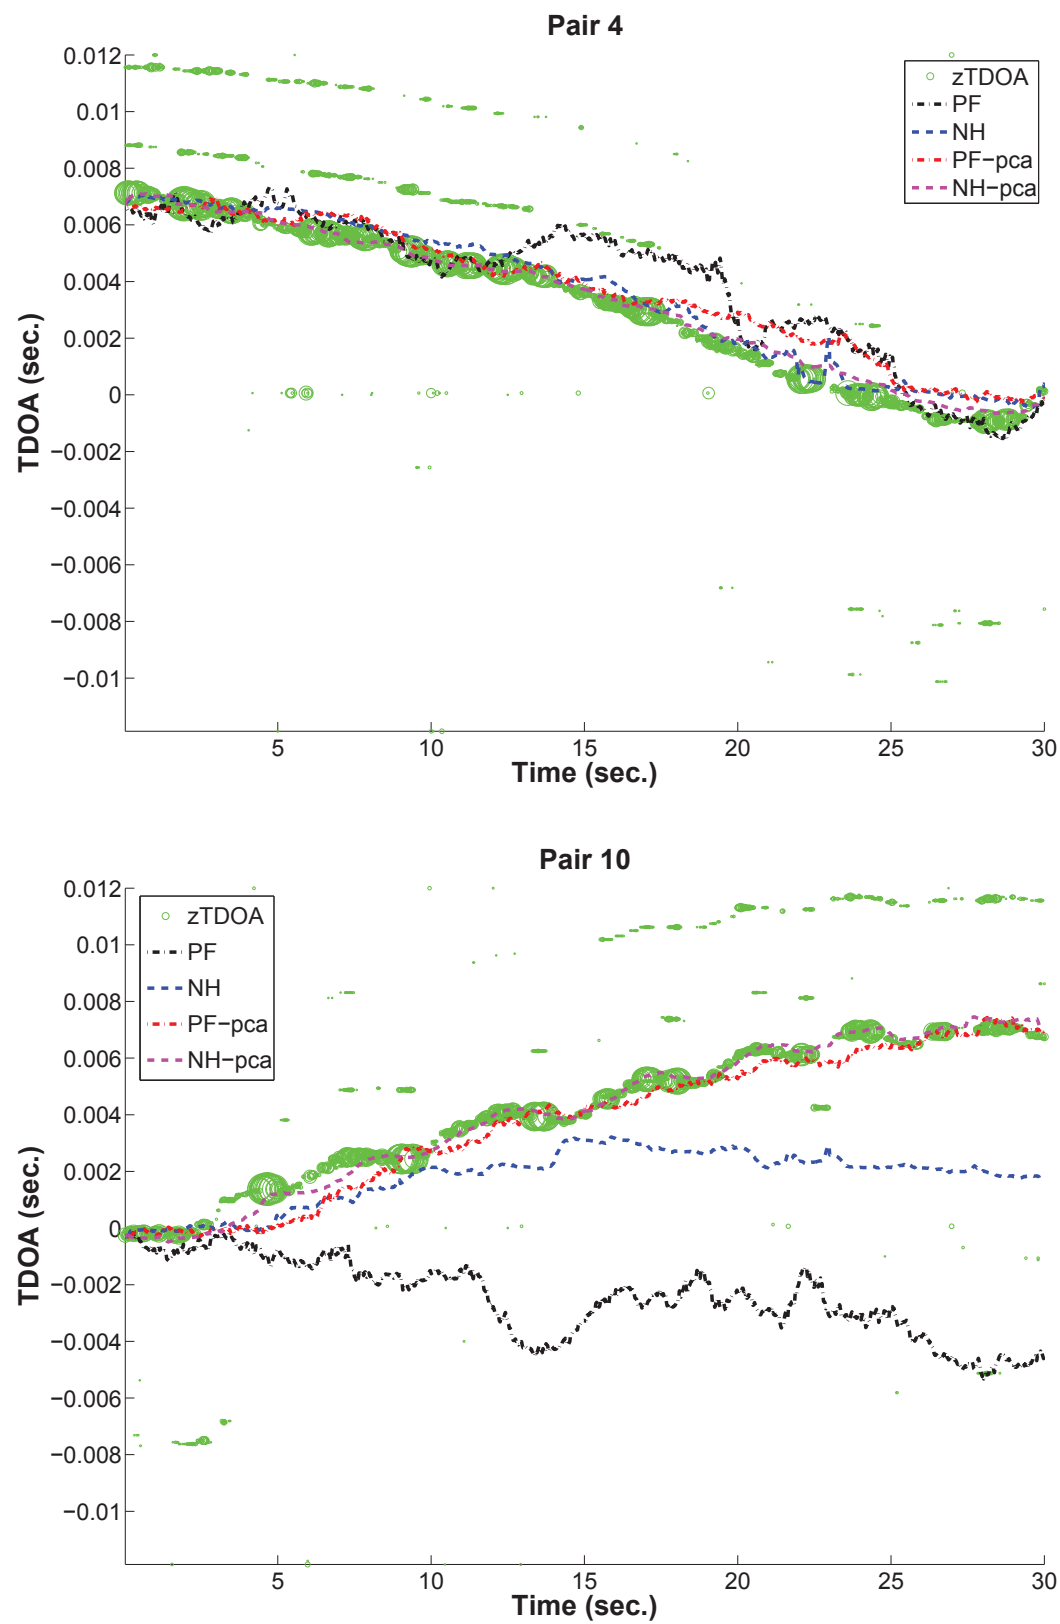 Pair 4
0.012
0.01
0.008
0.006
0.004
0.002
0
−0.002
−0.004
−0.006
−0.008
−0.01
TDOA (sec.)
zTDOA
PF
NH
PF−pca
NH−pca
5
10
15
20
25
30
Time (sec.)
Pair 10
0.012
0.01
0.008
0.006
0.004
0.002
0
−0.002
−0.004
−0.006
−0.008
−0.01
TDOA (sec.)
zTDOA
PF
NH
PF−pca
NH−pca
5
10
15
20
25
30
Time (sec.)